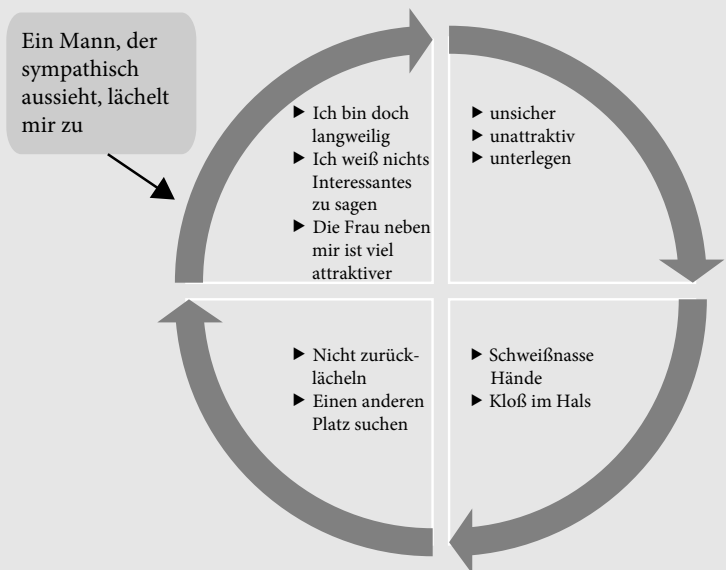 Ein Mann, der
sympathisch
aussieht, lächelt
mir zu
▶ Ich bin doch
langweilig
▶ Ich weiß nichts
Interessantes
zu sagen
▶ Die Frau neben
mir ist viel
attraktiver
▶ unsicher
▶ unattraktiv
▶ unterlegen
▶ Nicht zurück-
lächeln
▶ Einen anderen
Platz suchen
▶ Schweißnasse
Hände
▶ Kloß im Hals